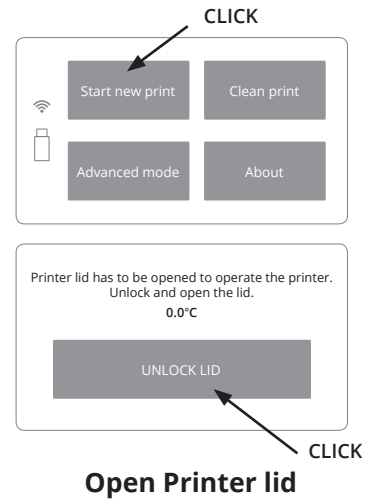 CLICK
Start new print
Clean print
Advanced mode
About
Printer lid has to be opened to operate the printer.
Unlock and open the lid.
0.0°C
UNLOCK LID
CLICK
Open Printer lid